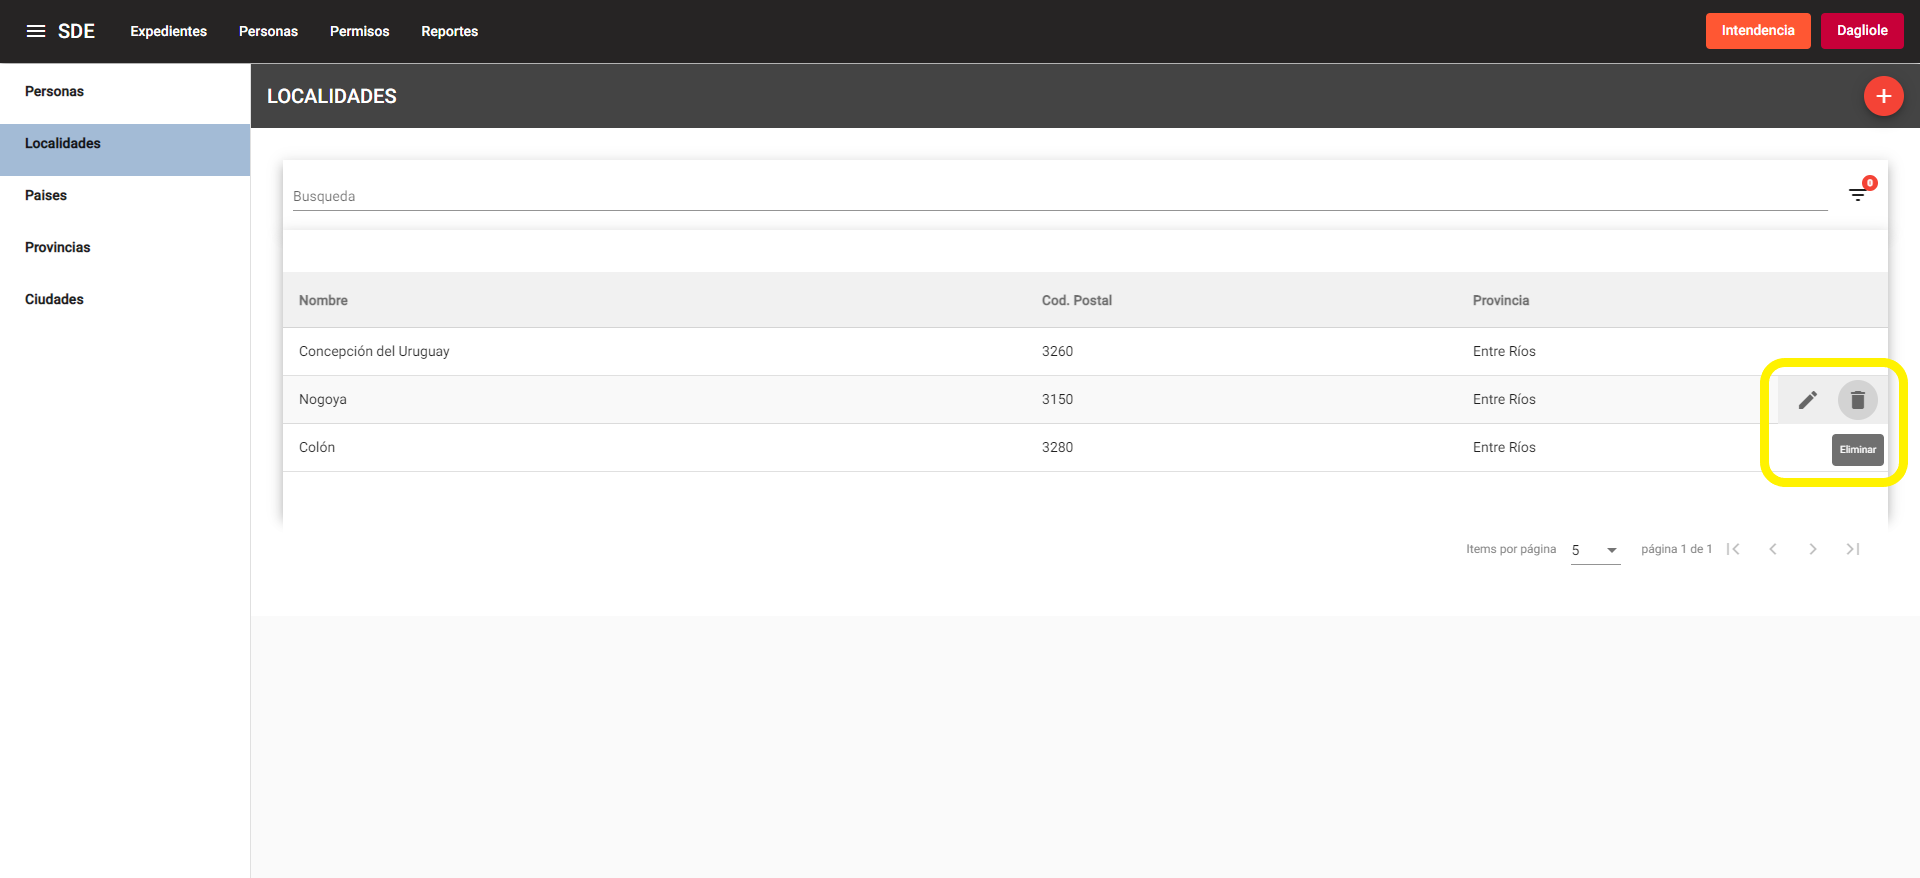 SDE Expedientes Personas Permisos Reportes Intendencia Dagliole
Personas
Localidades
Paises
Provincias
Ciudades
LOCALIDADES
Busqueda 0
Nombre Cod. Postal Provincia
Concepción del Uruguay 3260 Entre Ríos
Nogoya 3150 Entre Ríos
Colón 3280 Entre Ríos
Eliminar
Items por página 5 página 1 de 1